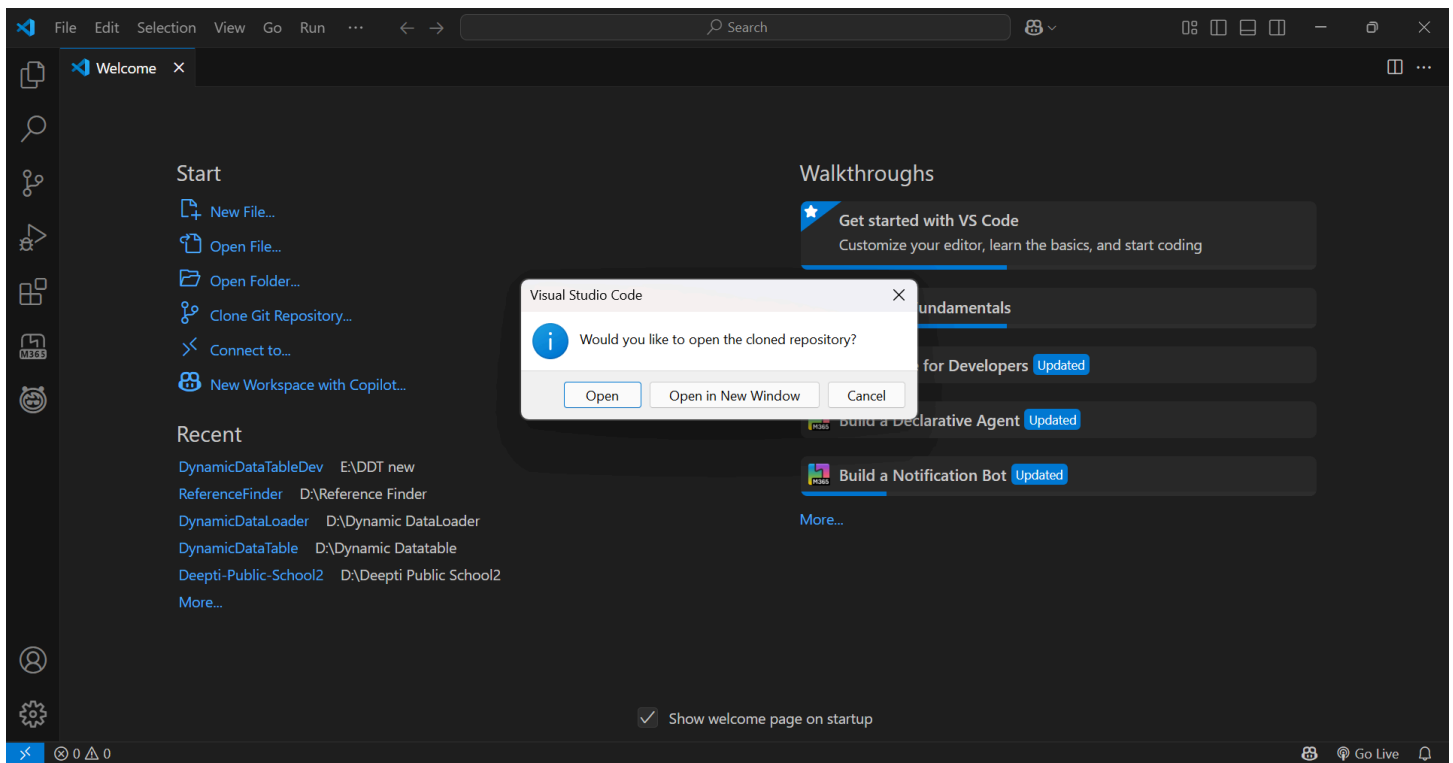 File Edit Selection View Go Run ··· Search
Welcome
Start
New File...
Open File...
Open Folder...
Clone Git Repository...
Connect to...
New Workspace with Copilot...
Recent
DynamicDataTableDev E:\DDT new
ReferenceFinder D:\Reference Finder
DynamicDataLoader D:\Dynamic DataLoader
DynamicDataTable D:\Dynamic Datatable
Deepti-Public-School2 D:\Deepti Public School2
More...
Walkthroughs
Get started with VS Code
Customize your editor, learn the basics, and start coding
undamentals
for Developers Updated
Build a Declarative Agent Updated
Build a Notification Bot Updated
More...
Visual Studio Code
Would you like to open the cloned repository?
Open Open in New Window Cancel
M365
M365
M365
Show welcome page on startup
0 0 Go Live